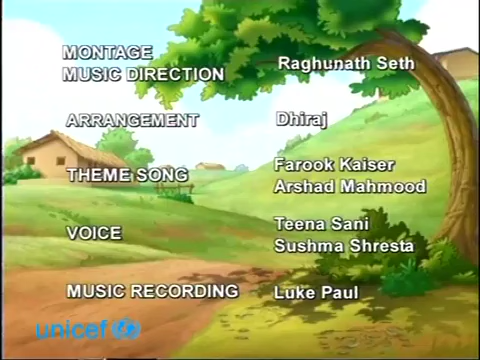 MONTAGE
MUSIC DIRECTION
Raghunath Seth
ARRANGEMENT
Dhiraj
THEME SONG
Farook Kaiser
Arshad Mahmood
VOICE
Teena Sani
Sushma Shresta
MUSIC RECORDING
Luke Paul
unicef